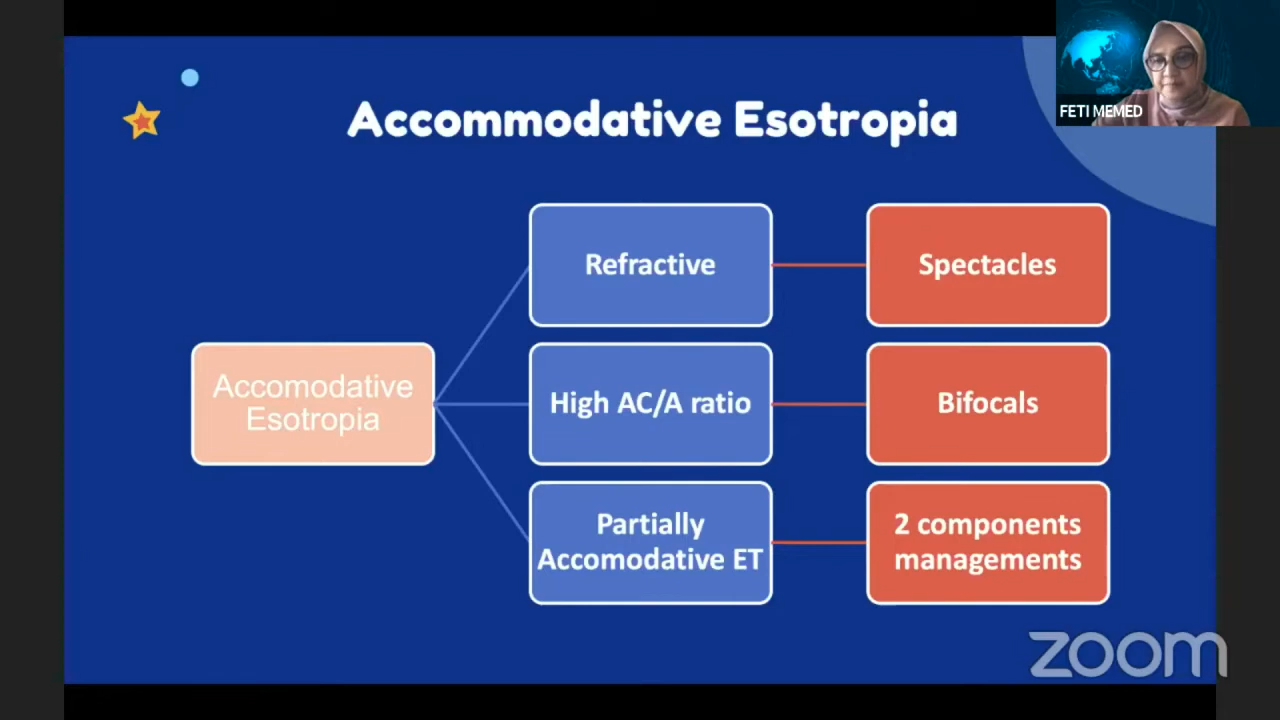 Accommodative Esotropia
FETI MEMED
Refractive
Spectacles
Accomodative
Esotropia
High AC/A ratio
Bifocals
Partially
Accomodative ET
2 components
managements
zoom